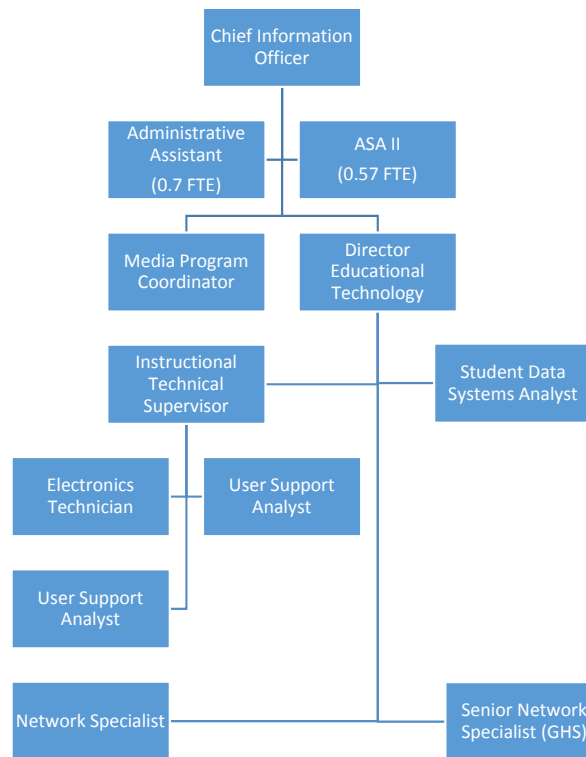 Chief Information
Officer
Administrative
Assistant
(0.7 FTE)
ASA II
(0.57 FTE)
Media Program
Coordinator
Director
Educational
Technology
Instructional
Technical
Supervisor
Student Data
Systems Analyst
Electronics
Technician
User Support
Analyst
User Support
Analyst
Network Specialist
Senior Network
Specialist (GHS)